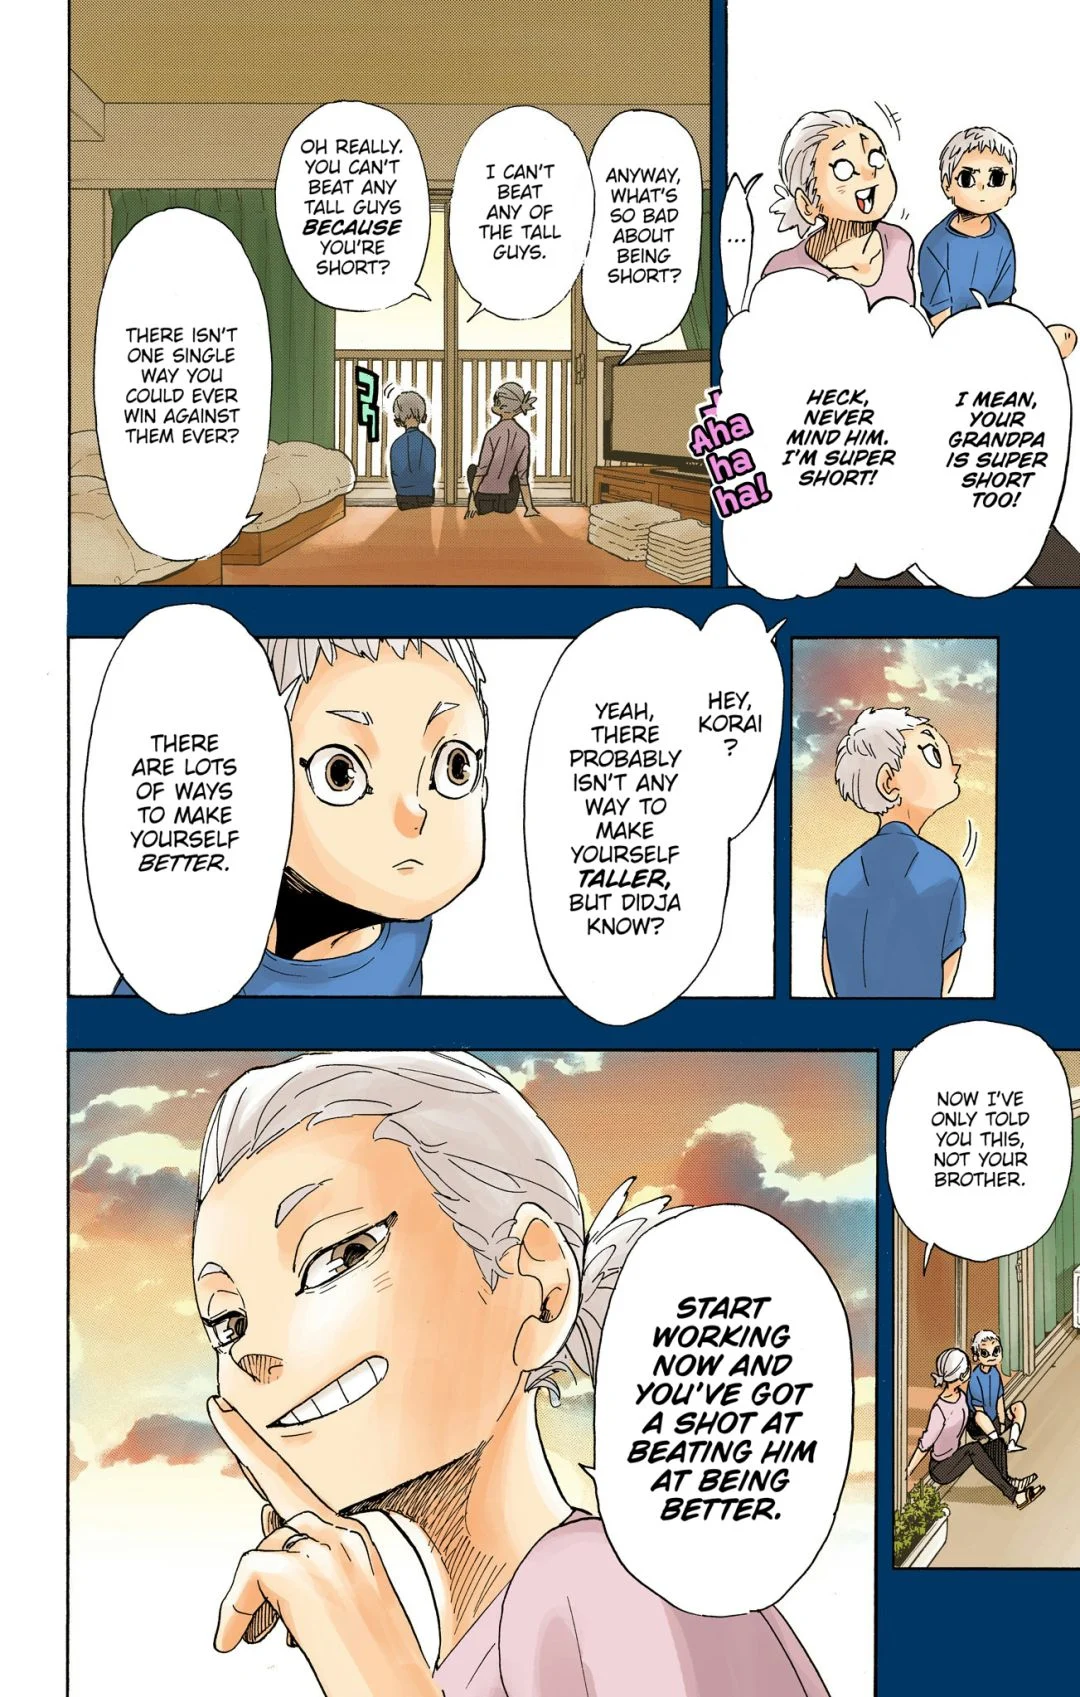 I MEAN,
YOUR
GRANDPA
IS SUPER
SHORT
TOO!
HECK,
NEVER
MIND HIM.
I'M SUPER
SHORT!
Aha
ha
ha!
...
ANYWAY,
WHAT'S
SO BAD
ABOUT
BEING
SHORT?
I CAN'T
BEAT
ANY OF
THE TALL
GUYS.
OH REALLY.
YOU CAN'T
BEAT ANY
TALL GUYS
BECAUSE
YOU'RE
SHORT?
コク
THERE ISN'T
ONE SINGLE
WAY YOU
COULD EVER
WIN AGAINST
THEM EVER?
HEY,
KORAI
?
YEAH,
THERE
PROBABLY
ISN'T ANY
WAY TO
MAKE
YOURSELF
TALLER,
BUT DIDJA
KNOW?
THERE
ARE LOTS
OF WAYS
TO MAKE
YOURSELF
BETTER.
NOW I'VE
ONLY TOLD
YOU THIS,
NOT YOUR
BROTHER.
START
WORKING
NOW AND
YOU'VE GOT
A SHOT AT
BEATING HIM
AT BEING
BETTER.